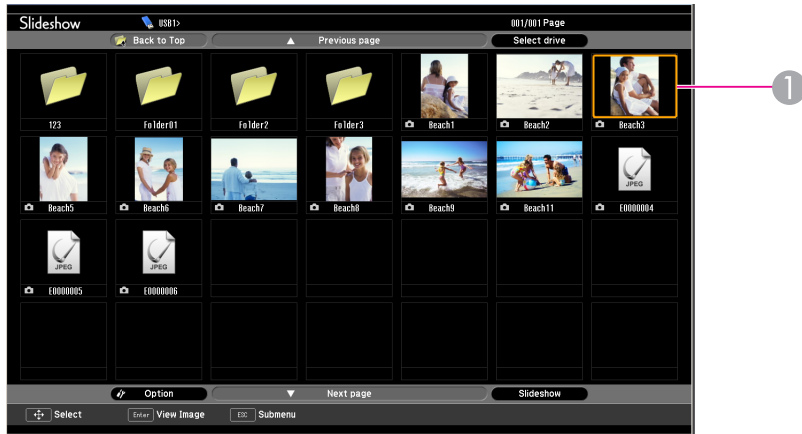 Slideshow USB1> 001/001 Page
Back to Top Previous page Select drive
123 Folder01 Folder2 Folder3 Beach1 Beach2 Beach3
1
Beach5 Beach6 Beach7 Beach8 Beach9 Beach11 JPEG E0000004
JPEG E0000005 JPEG E0000006
Option Next page Slideshow
Select Enter View Image ESC Submenu